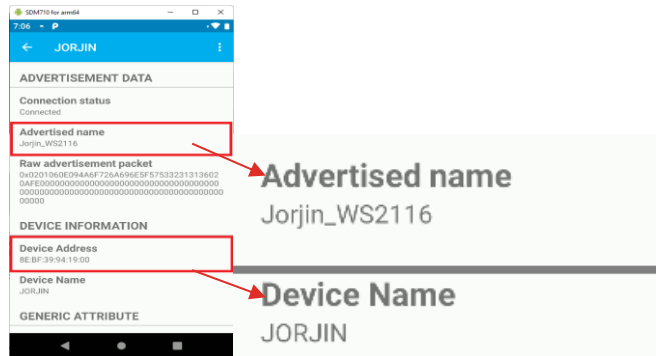 SDM710 for arm64
7:06
JORJIN
ADVERTISEMENT DATA
Connection status
Connected
Advertised name
Jorjin_WS2116
Raw advertisement packet
0x0201060E094A6F726A696E5F57533231313602
0AFE000000000000000000000000000000000000
0000000000000000000000000000000000000000
00000
DEVICE INFORMATION
Device Address
8E:BF:39:94:19:00
Device Name
JORJIN
GENERIC ATTRIBUTE
Advertised name
Jorjin_WS2116
Device Name
JORJIN